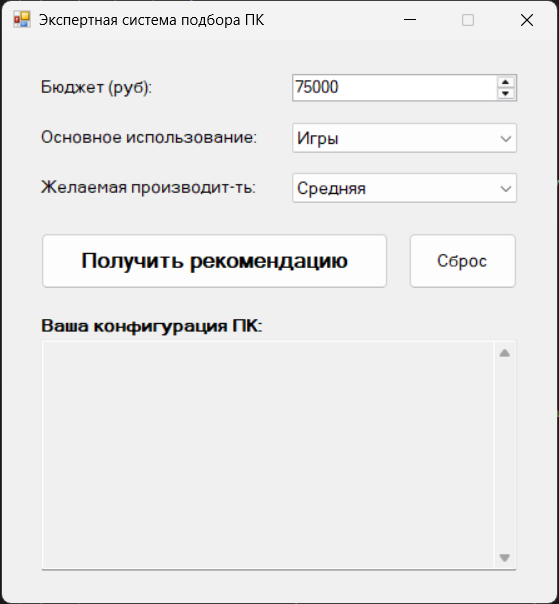 Экспертная система подбора ПК
Бюджет (руб): 75000
Основное использование: Игры
Желаемая производит-ть: Средняя
Получить рекомендацию Сброс
Ваша конфигурация ПК: